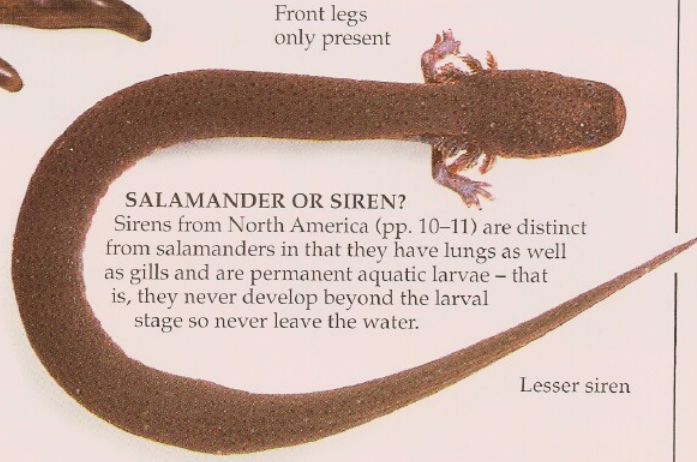 Front legs
only present
SALAMANDER OR SIREN?
Sirens from North America (pp. 10–11) are distinct
from salamanders in that they have lungs as well
as gills and are permanent aquatic larvae – that
is, they never develop beyond the larval
stage so never leave the water.
Lesser siren